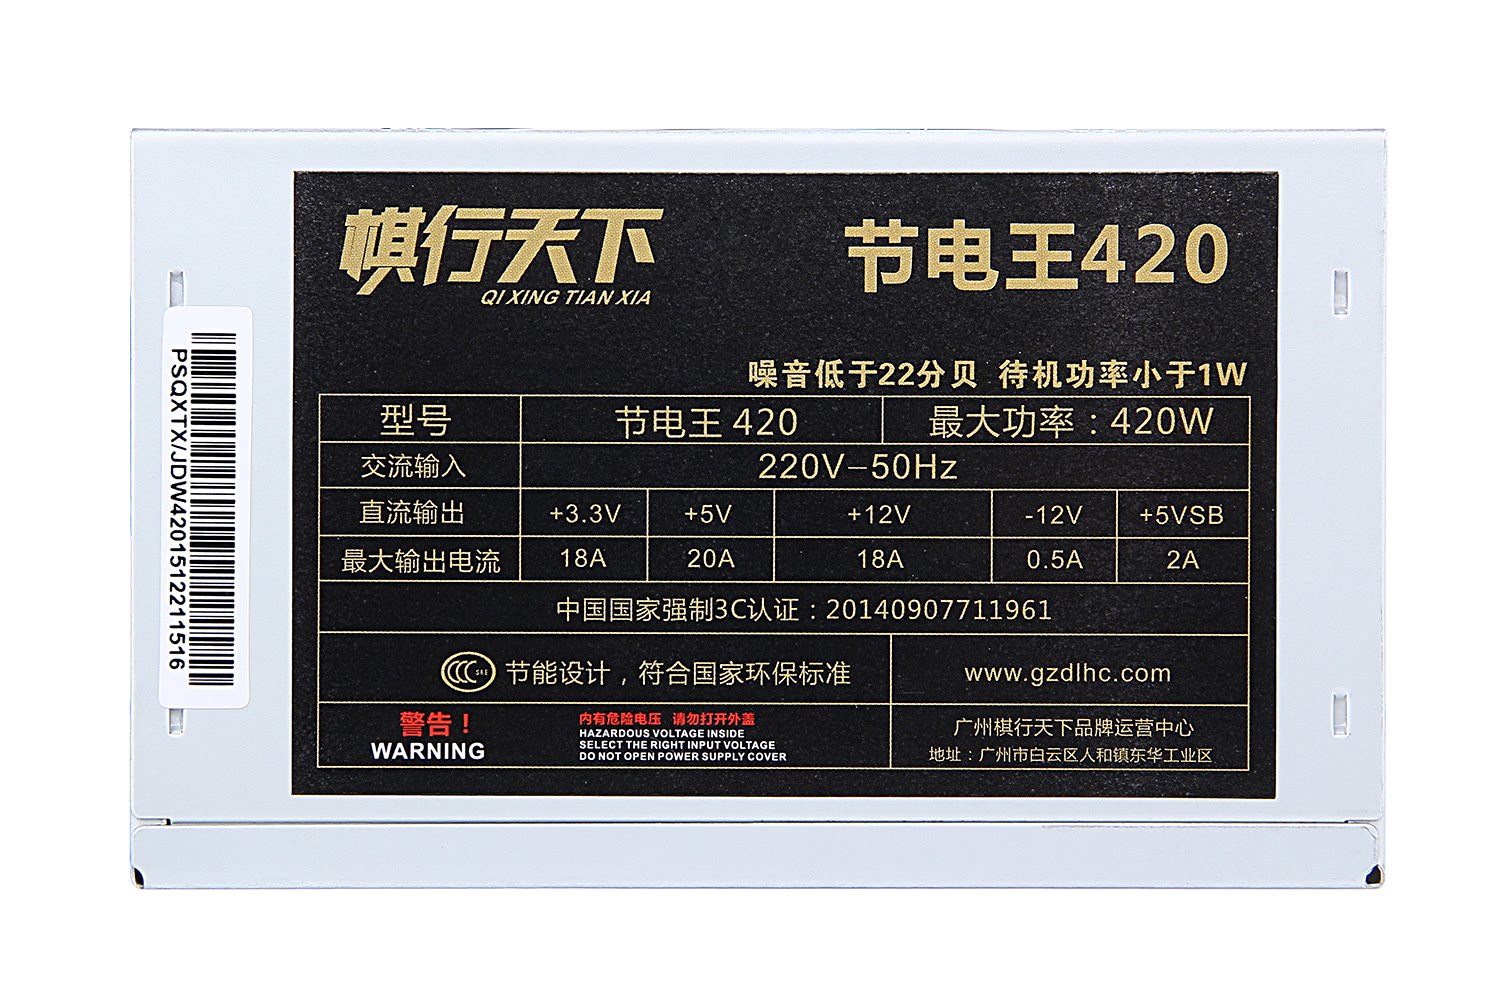 棋行天下
QI XING TIAN XIA
节电王420
噪音低于22分贝 待机功率小于1W
型号 节电王 420 最大功率：420W
交流输入 220V-50Hz
直流输出 +3.3V +5V +12V -12V +5VSB
最大输出电流 18A 20A 18A 0.5A 2A
中国国家强制3C认证：20140907711961
CCC S&E 节能设计，符合国家环保标准 www.gzdlhc.com
警告！
WARNING
内有危险电压 请勿打开外盖
HAZARDOUS VOLTAGE INSIDE
SELECT THE RIGHT INPUT VOLTAGE
DO NOT OPEN POWER SUPPLY COVER
广州棋行天下品牌运营中心
地址：广州市白云区人和镇东华工业区
PSQXTX/JDW4201512211516